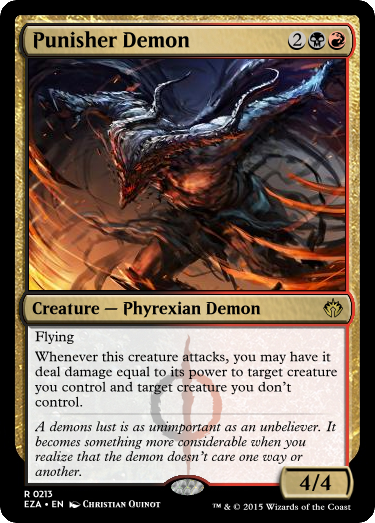 Punisher Demon 2
Creature — Phyrexian Demon
Flying
Whenever this creature attacks, you may have it
deal damage equal to its power to target creature
you control and target creature you don't
control.
A demons lust is as unimportant as an unbeliever. It
becomes something more considerable when you
realize that the demon doesn't care one way or
another.
4/4
R 0213
EZA • EN Christian Quinot
™ & © 2015 Wizards of the Coast